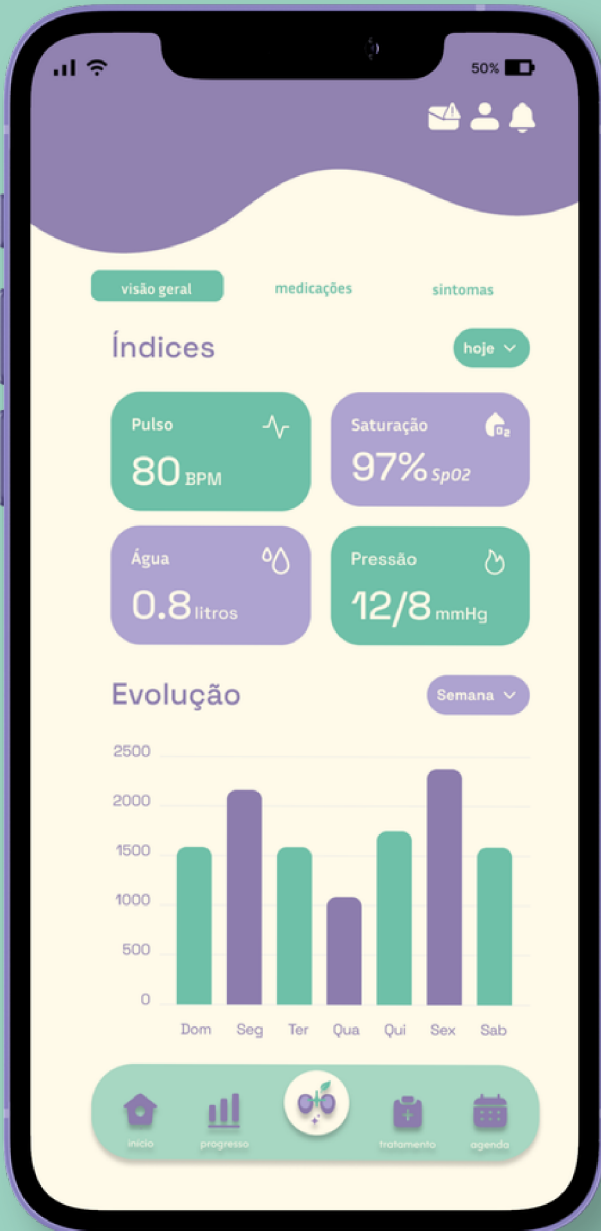 50%
visão geral medicações sintomas
Índices hoje
Pulso
80 BPM
Saturação
O2
97% SpO2
Água
0.8 litros
Pressão
12/8 mmHg
Evolução Semana
2500
2000
1500
1000
500
0
Dom Seg Ter Qua Qui Sex Sab
início progresso tratamento agenda